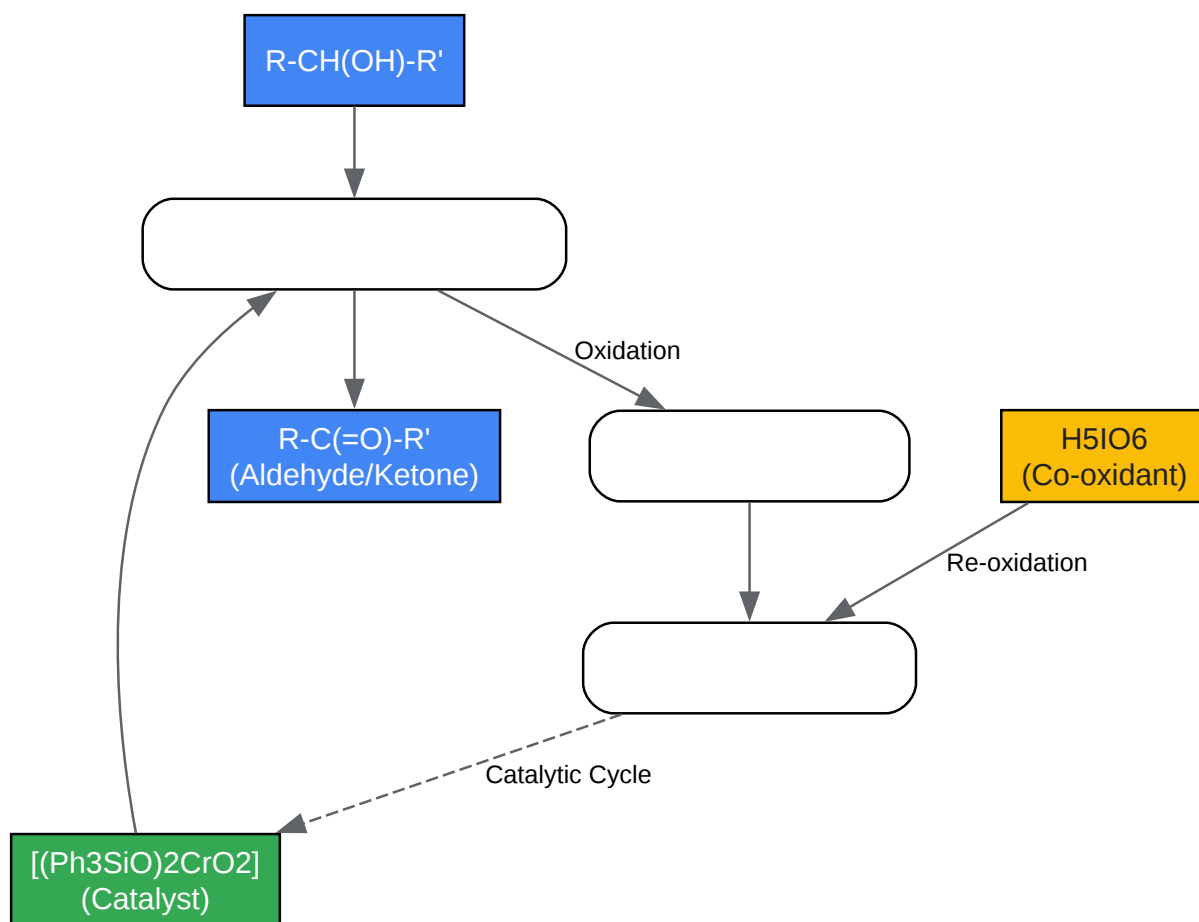 R-CH(OH)-R'
Oxidation
R-C(=O)-R'
(Aldehyde/Ketone)
H5IO6
(Co-oxidant)
Re-oxidation
Catalytic Cycle
[(Ph3SiO)2CrO2]
(Catalyst)